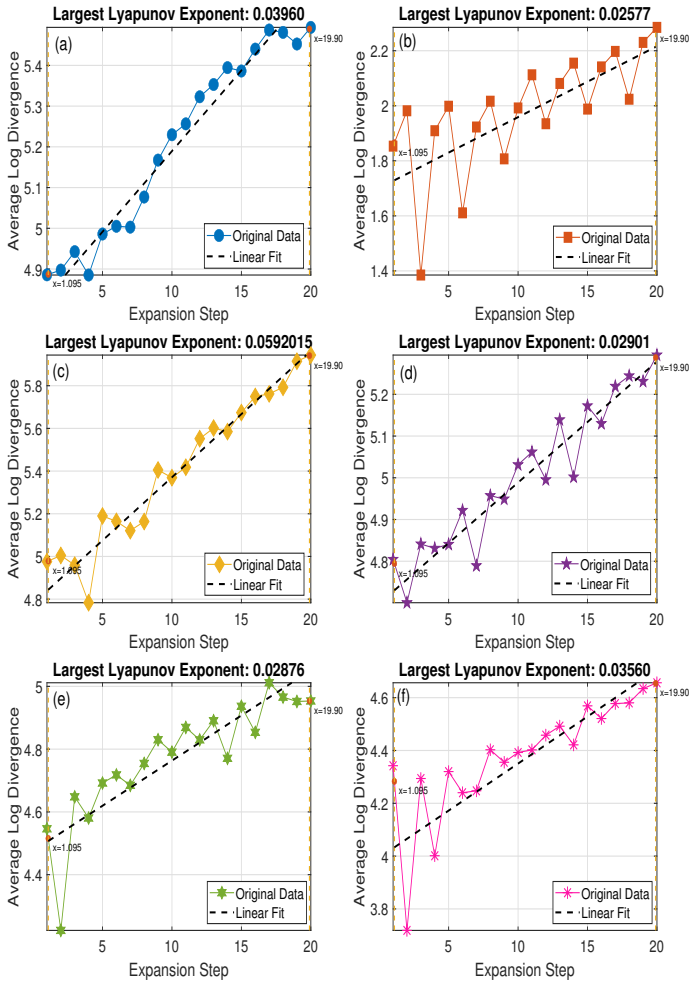 Largest Lyapunov Exponent: 0.03960
(a)
5.4
5.3
5.2
5.1
5
4.9
Average Log Divergence
x=19.90
x=1.095
Original Data
Linear Fit
5
10
15
20
Expansion Step
Largest Lyapunov Exponent: 0.02577
(b)
2.2
2
1.8
1.6
1.4
Average Log Divergence
x=19.90
x=1.095
Original Data
Linear Fit
5
10
15
20
Expansion Step
Largest Lyapunov Exponent: 0.0592015
(c)
5.8
5.6
5.4
5.2
5
4.8
Average Log Divergence
x=19.90
x=1.095
Original Data
Linear Fit
5
10
15
20
Expansion Step
Largest Lyapunov Exponent: 0.02901
(d)
5.2
5.1
5
4.9
4.8
Average Log Divergence
x=19.90
x=1.095
Original Data
Linear Fit
5
10
15
20
Expansion Step
Largest Lyapunov Exponent: 0.02876
(e)
5
4.8
4.6
4.4
Average Log Divergence
x=19.90
x=1.095
Original Data
Linear Fit
5
10
15
20
Expansion Step
Largest Lyapunov Exponent: 0.03560
(f)
4.6
4.4
4.2
4
3.8
Average Log Divergence
x=19.90
x=1.095
Original Data
Linear Fit
5
10
15
20
Expansion Step